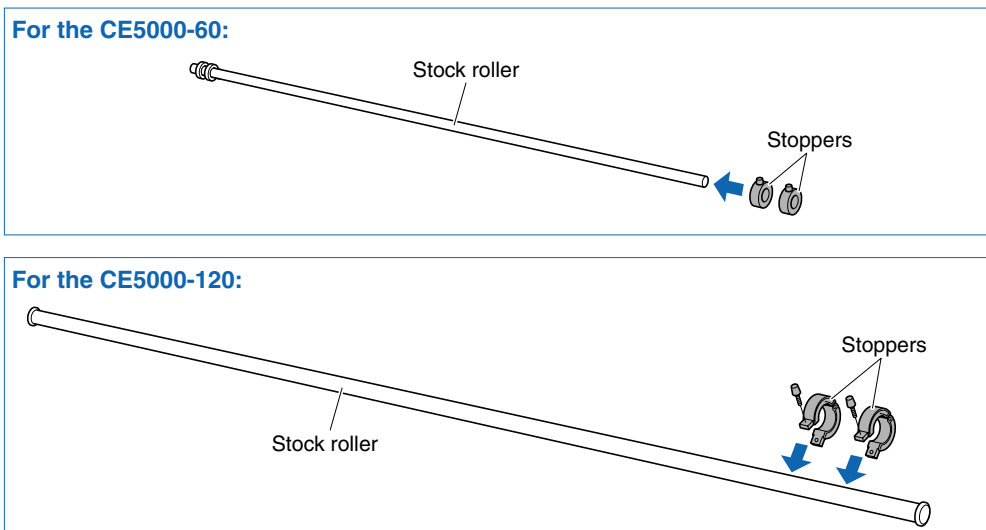 For the CE5000-60:
Stock roller
Stoppers
For the CE5000-120:
Stoppers
Stock roller